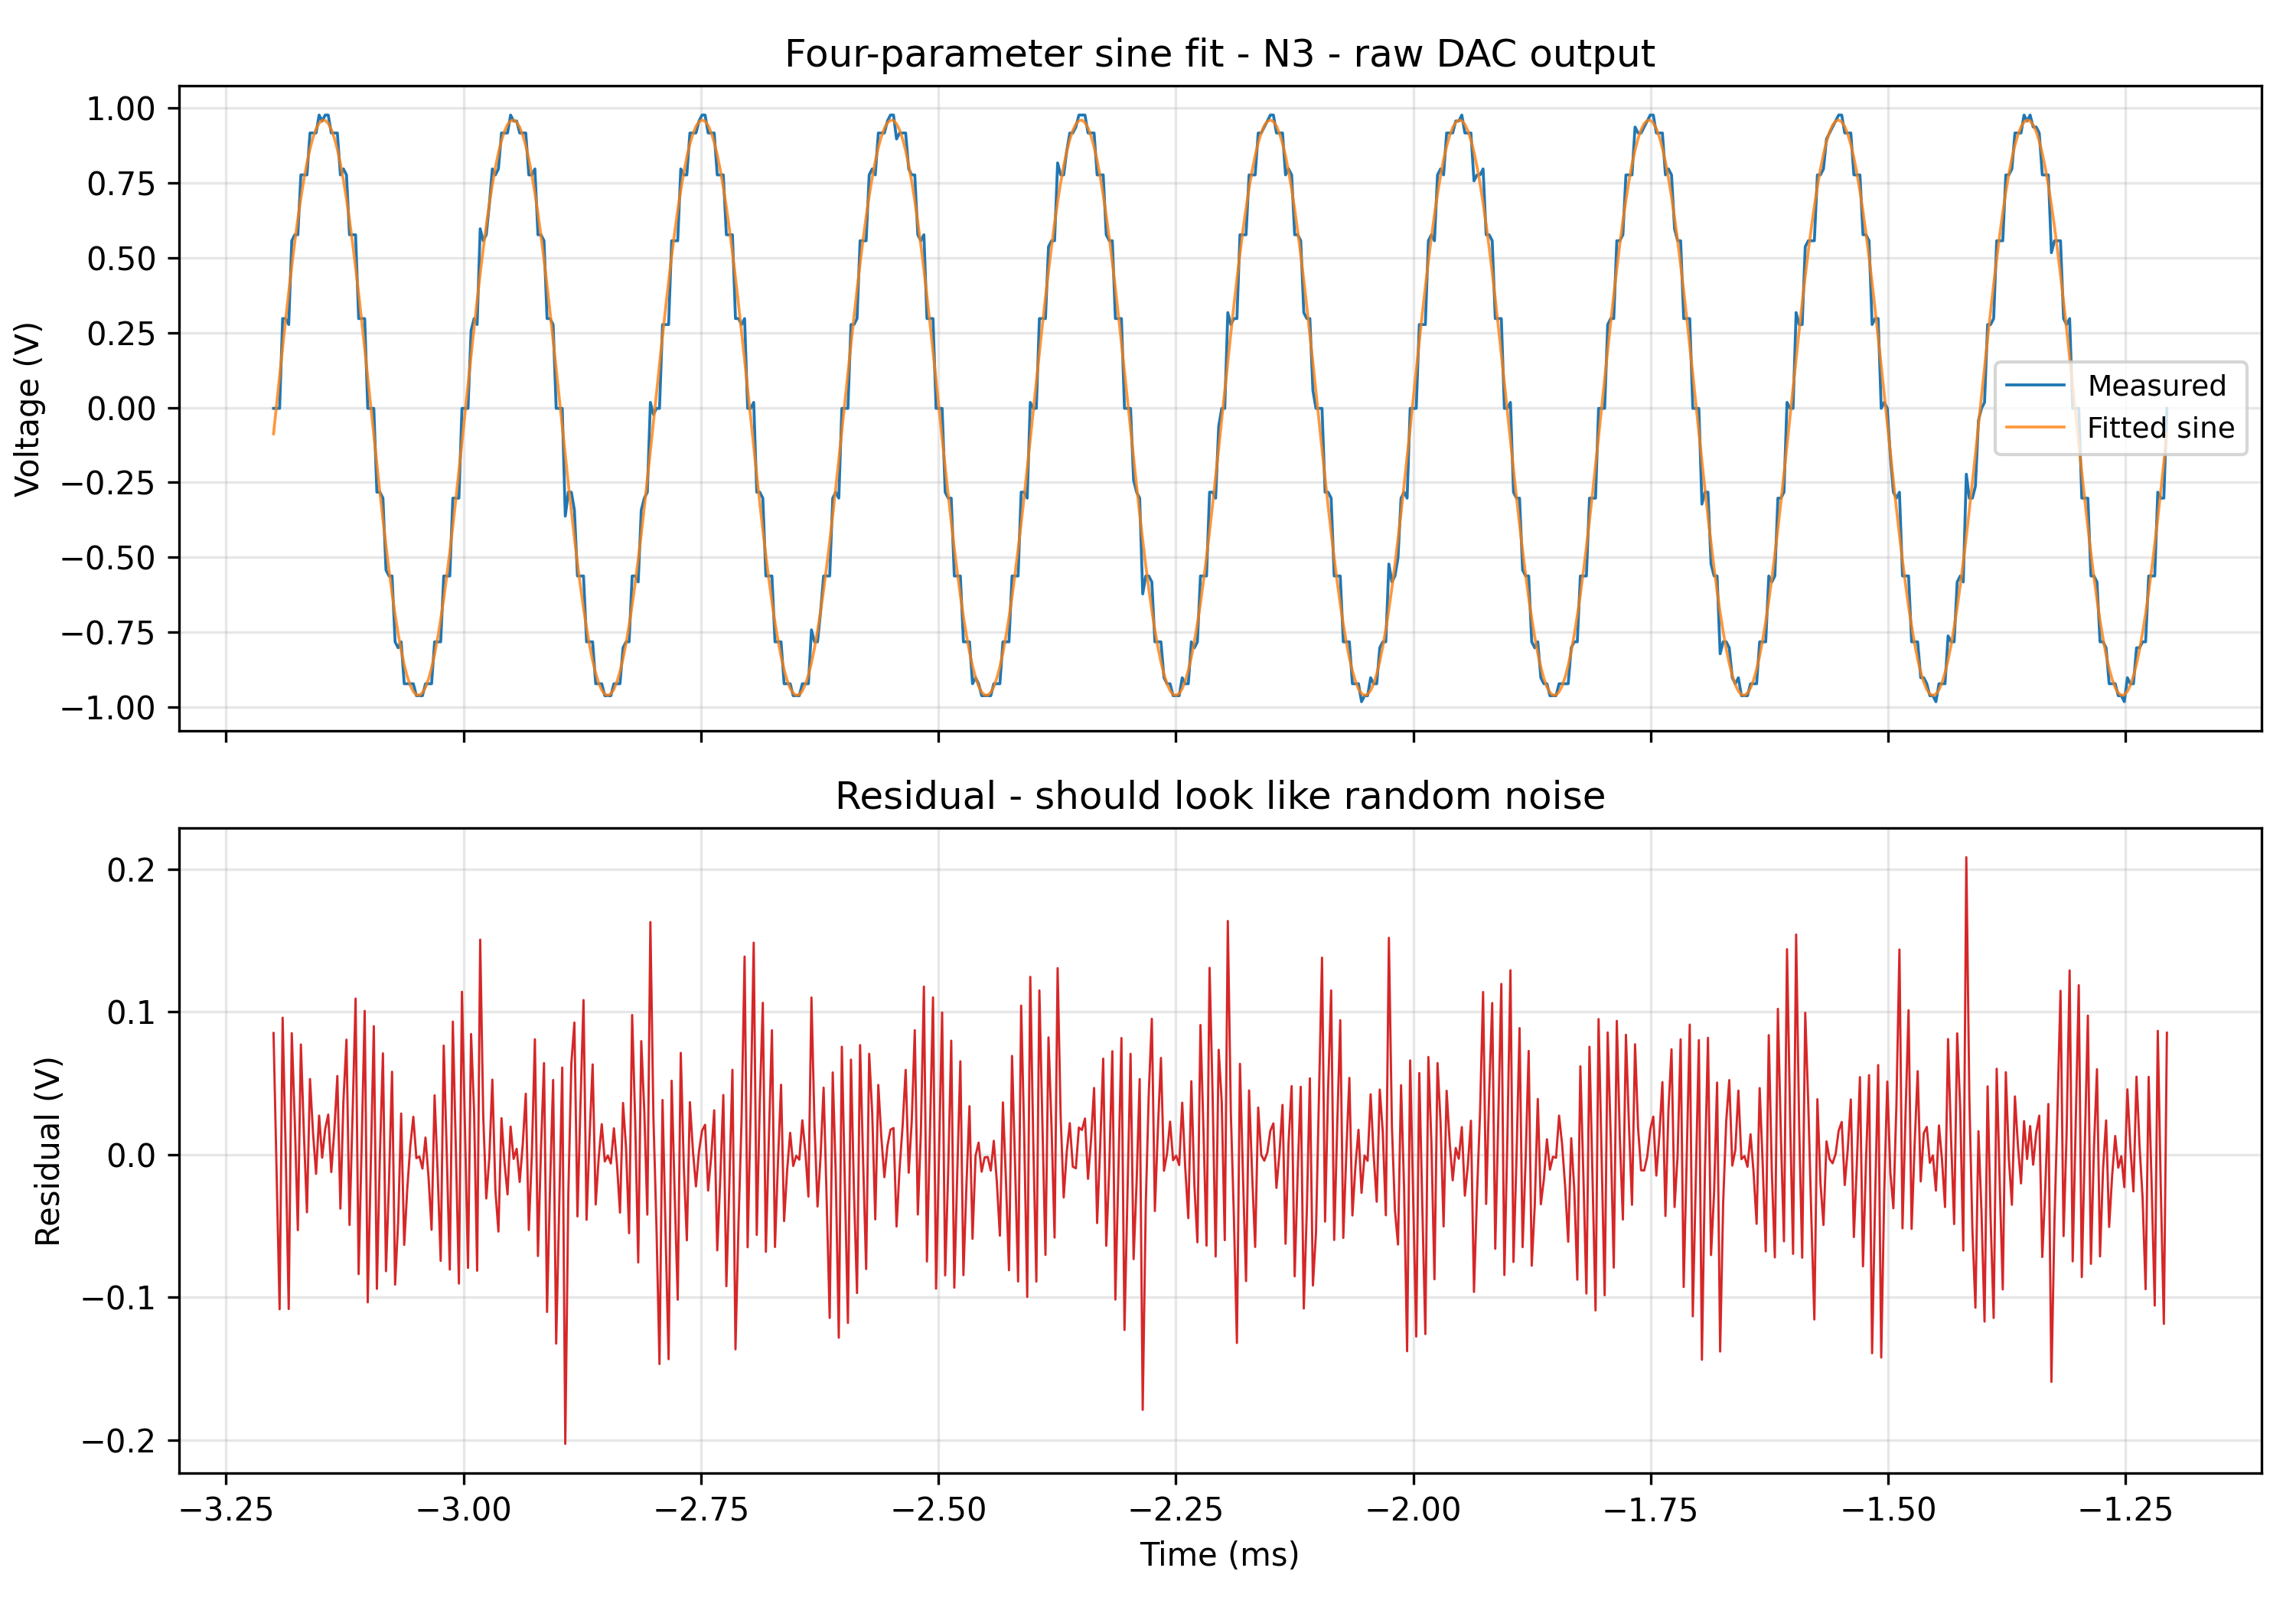 Four-parameter sine fit - N3 - raw DAC output
1.00
0.75
0.50
0.25
0.00
−0.25
−0.50
−0.75
−1.00
Voltage (V)
Measured
Fitted sine
Residual - should look like random noise
0.2
0.1
0.0
−0.1
−0.2
Residual (V)
−3.25 −3.00 −2.75 −2.50 −2.25 −2.00 −1.75 −1.50 −1.25
Time (ms)